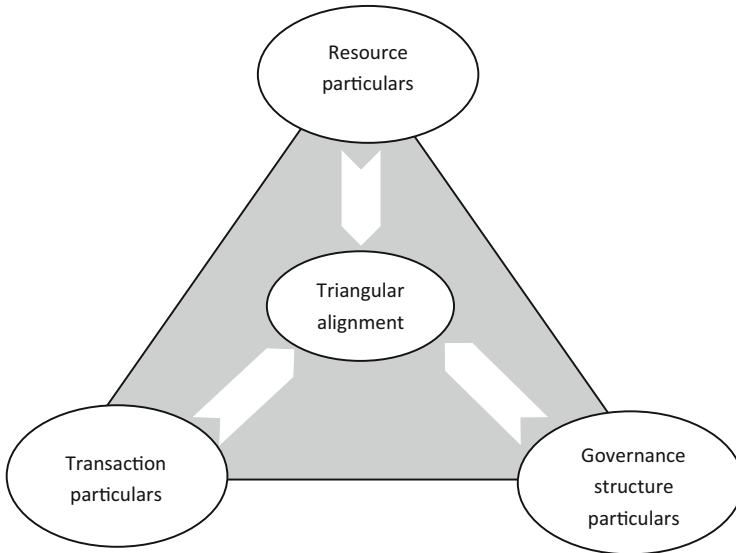 Resource
particulars
Triangular
alignment
Transaction
particulars
Governance
structure
particulars